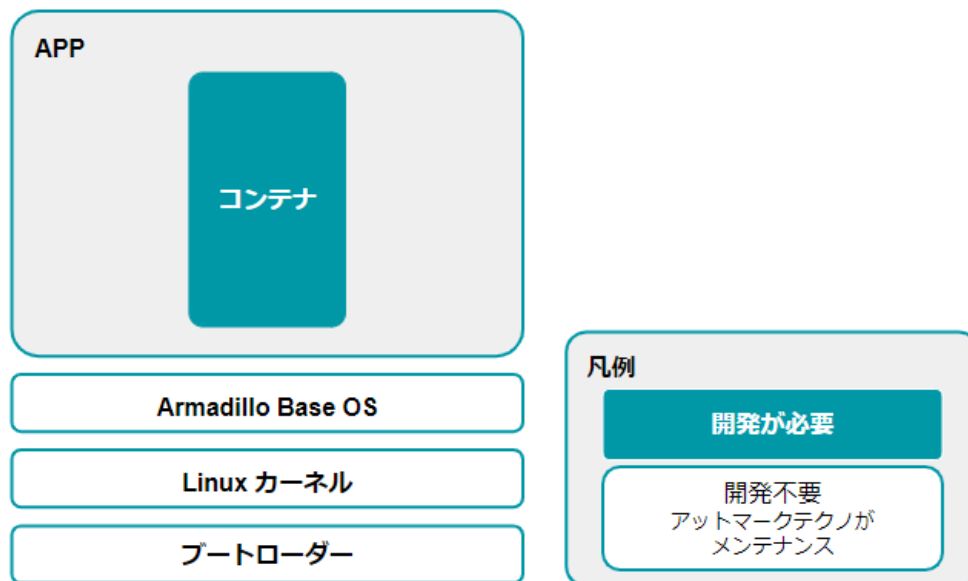 APP
コンテナ
Armadillo Base OS
Linux カーネル
ブートローダー
凡例
開発が必要
開発不要
アットマークテクノが
メンテナンス